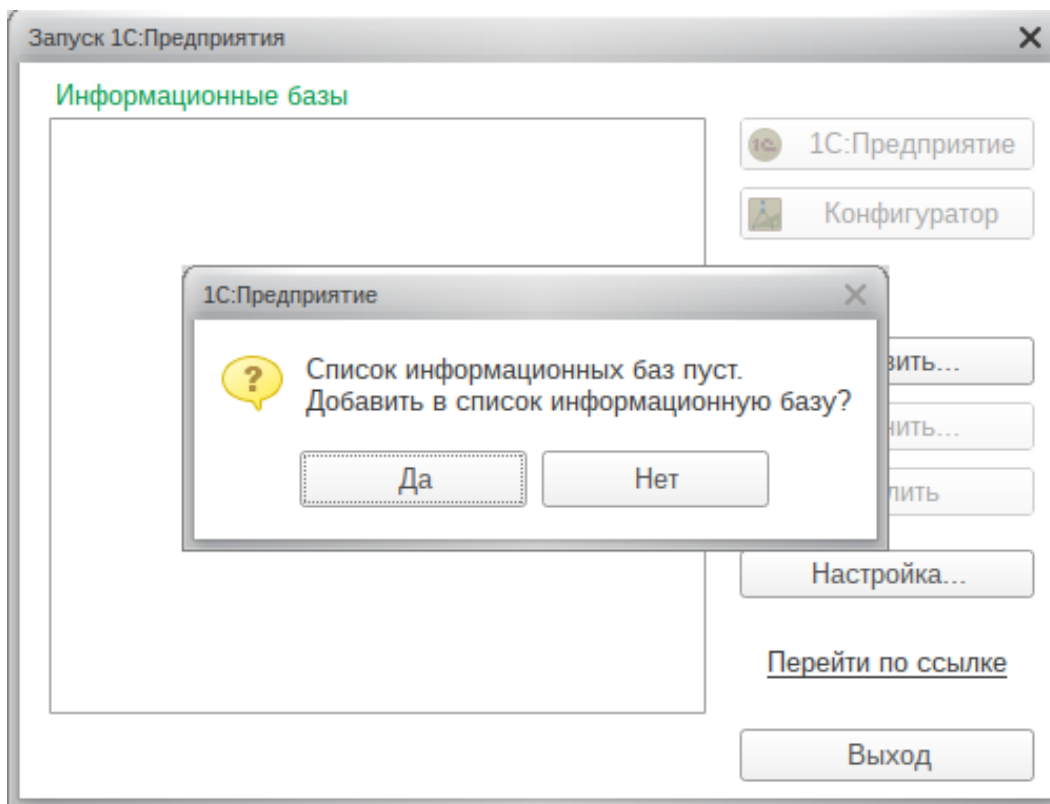 Запуск 1С:Предприятия
Информационные базы
1С:Предприятие
Конфигуратор
1С:Предприятие
Список информационных баз пуст.
Добавить в список информационную базу?
Да
Нет
Настройка...
Перейти по ссылке
Выход